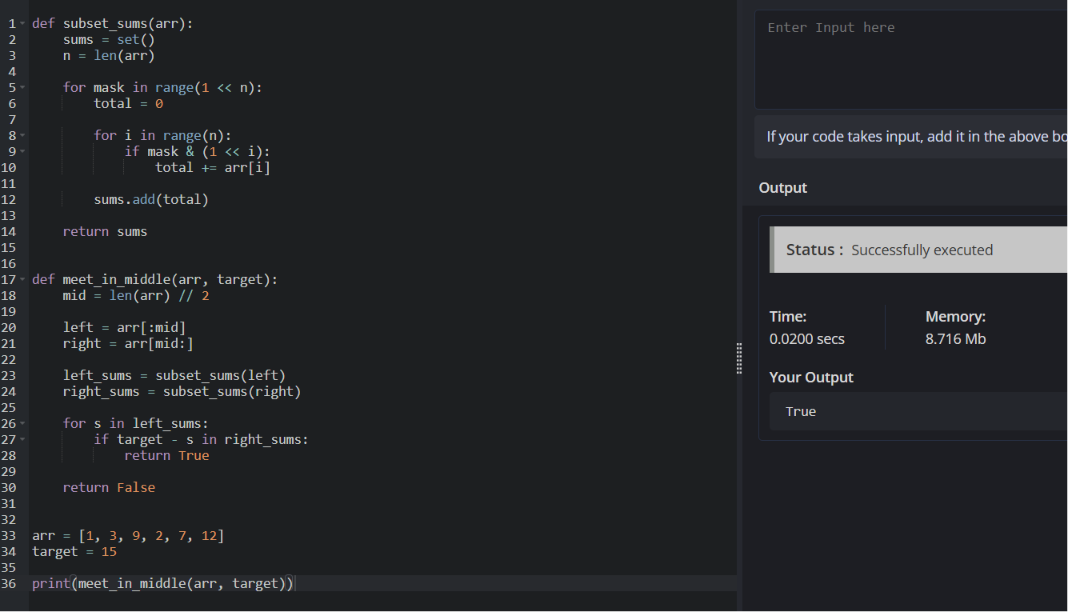 1 def subset_sums(arr):
2     sums = set()
3     n = len(arr)
4
5     for mask in range(1 << n):
6         total = 0
7
8         for i in range(n):
9             if mask & (1 << i):
10                 total += arr[i]
11
12         sums.add(total)
13
14     return sums
15
16
17 def meet_in_middle(arr, target):
18     mid = len(arr) // 2
19
20     left = arr[:mid]
21     right = arr[mid:]
22
23     left_sums = subset_sums(left)
24     right_sums = subset_sums(right)
25
26     for s in left_sums:
27         if target - s in right_sums:
28             return True
29
30     return False
31
32
33 arr = [1, 3, 9, 2, 7, 12]
34 target = 15
35
36 print(meet_in_middle(arr, target))
Enter Input here
If your code takes input, add it in the above bo
Output
Status : Successfully executed
Time: Memory:
0.0200 secs 8.716 Mb
Your Output
True